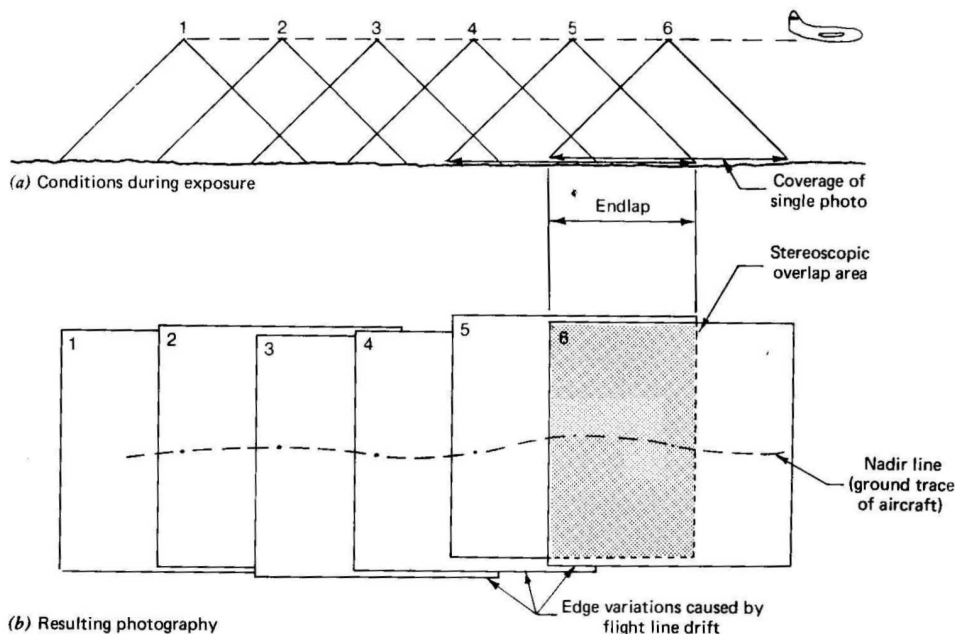 1 2 3 4 5 6
(a) Conditions during exposure
Coverage of
single photo
Endlap
Stereoscopic
overlap area
1 2 3 4 5 6
Nadir line
(ground trace
of aircraft)
Edge variations caused by
flight line drift
(b) Resulting photography